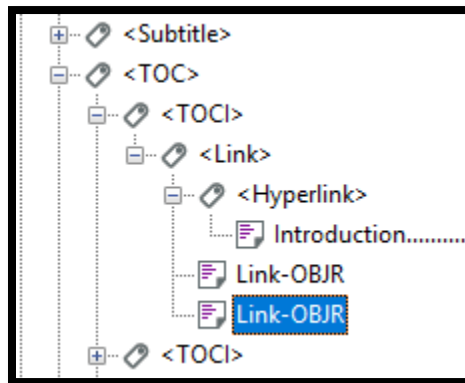 <Subtitle>
<TOC>
<TOCI>
<Link>
<Hyperlink>
Introduction..........
Link-OBJR
Link-OBJR
<TOCI>